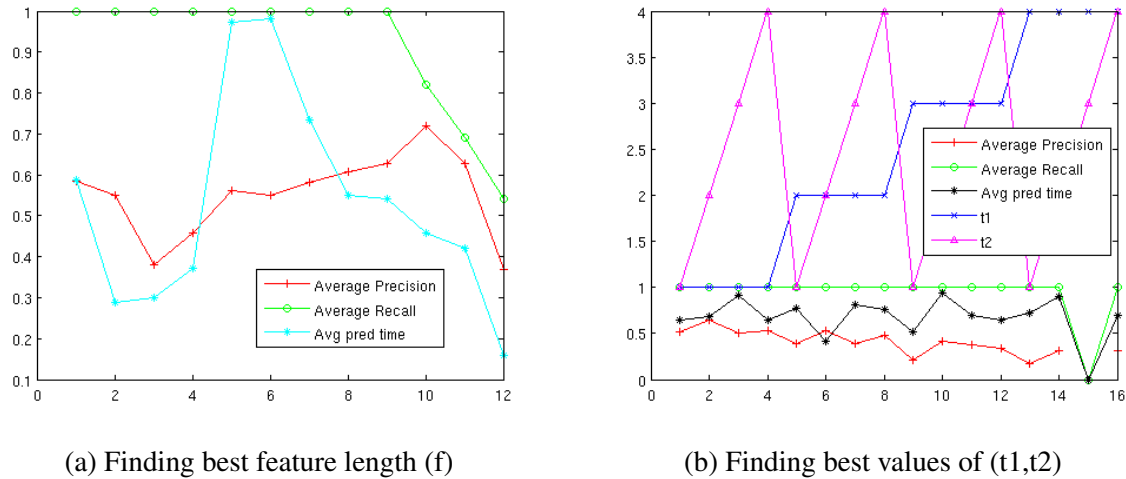 1
0.9
0.8
0.7
0.6
0.5
0.4
0.3
0.2
0.1
0 2 4 6 8 10 12
Average Precision
Average Recall
Avg pred time
(a) Finding best feature length (f)
4
3.5
3
2.5
2
1.5
1
0.5
0
0 2 4 6 8 10 12 14 16
Average Precision
Average Recall
Avg pred time
t1
t2
(b) Finding best values of (t1,t2)